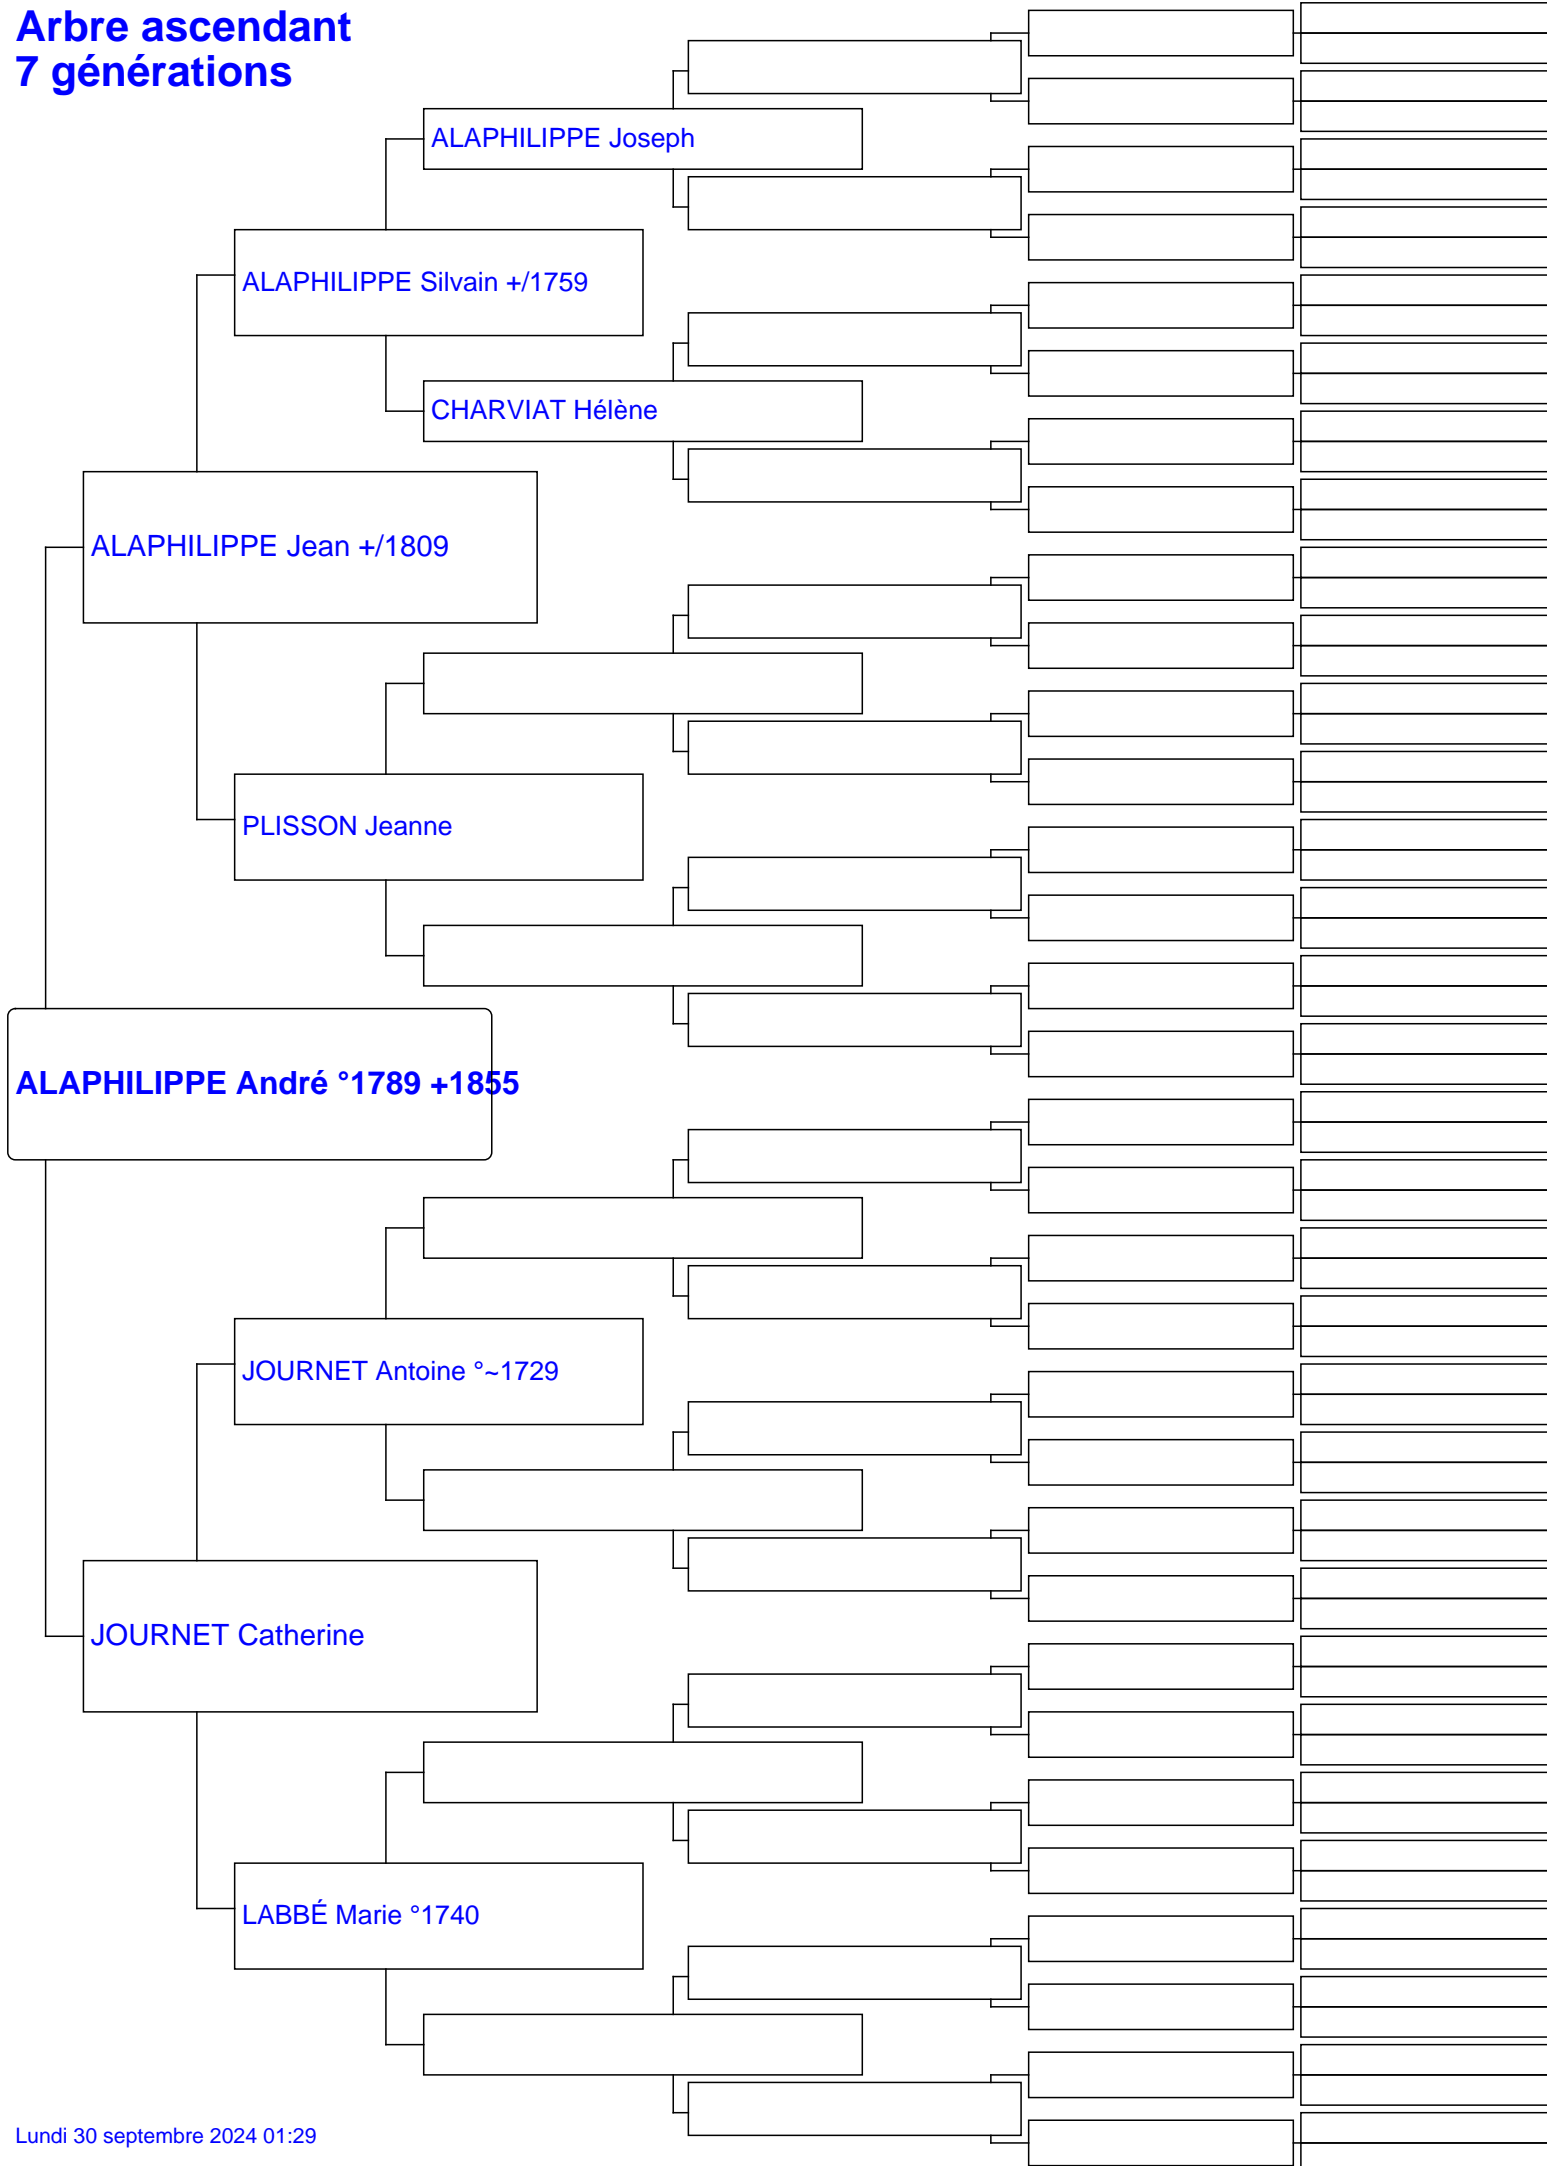 Arbre ascendant
7 générations
ALAPHILIPPE Joseph
ALAPHILIPPE Silvain +/1759
CHARVIAT Hélène
ALAPHILIPPE Jean +/1809
PLISSON Jeanne
ALAPHILIPPE André °1789 +1855
JOURNET Antoine °~1729
JOURNET Catherine
LABBÉ Marie °1740
Lundi 30 septembre 2024 01:29